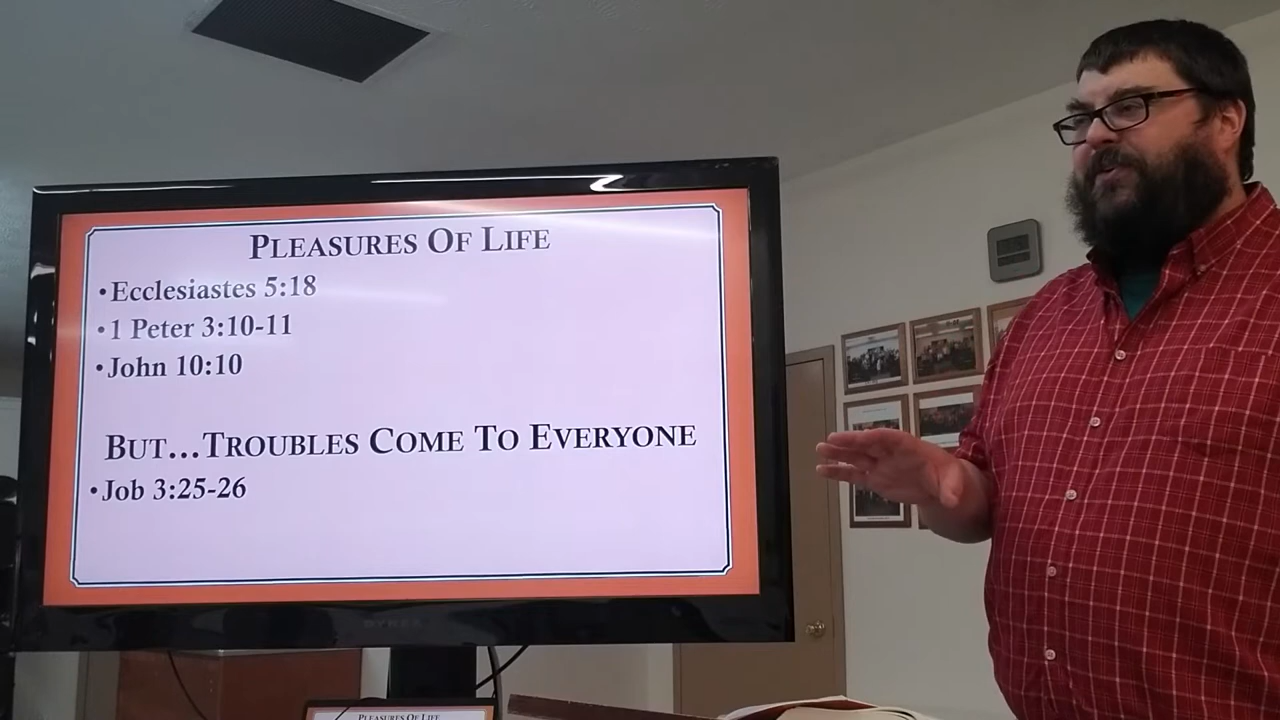 PLEASURES OF LIFE
•Ecclesiastes 5:18
•1 Peter 3:10-11
•John 10:10
BUT...TROUBLES COME TO EVERYONE
•Job 3:25-26
PLEASURES OF LIFE